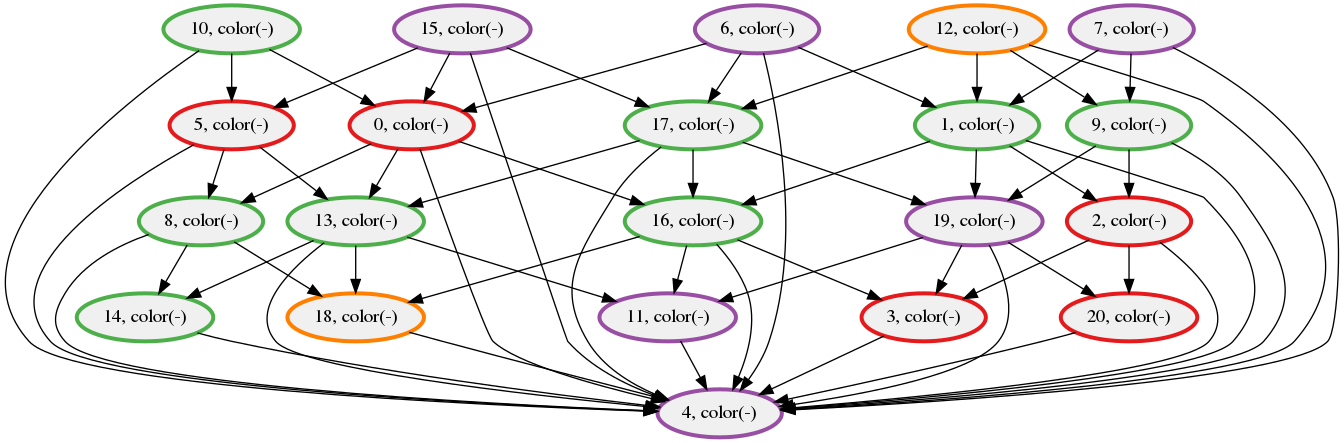 10, color(-)
15, color(-)
6, color(-)
12, color(-)
7, color(-)
5, color(-)
0, color(-)
17, color(-)
1, color(-)
9, color(-)
8, color(-)
13, color(-)
16, color(-)
19, color(-)
2, color(-)
14, color(-)
18, color(-)
11, color(-)
3, color(-)
20, color(-)
4, color(-)